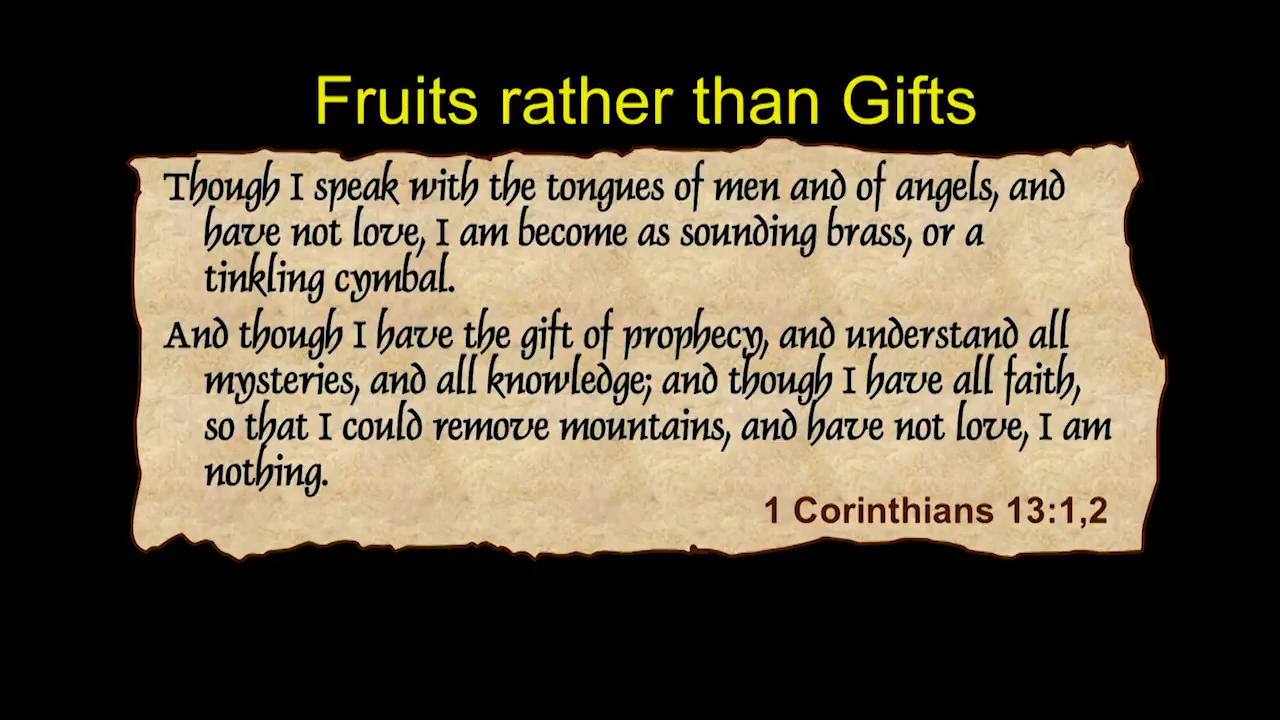 Fruits rather than Gifts
Though I speak with the tongues of men and of angels, and
have not love, I am become as sounding brass, or a
tinkling cymbal.
And though I have the gift of prophecy, and understand all
mysteries, and all knowledge; and though I have all faith,
so that I could remove mountains, and have not love, I am
nothing.
1 Corinthians 13:1,2